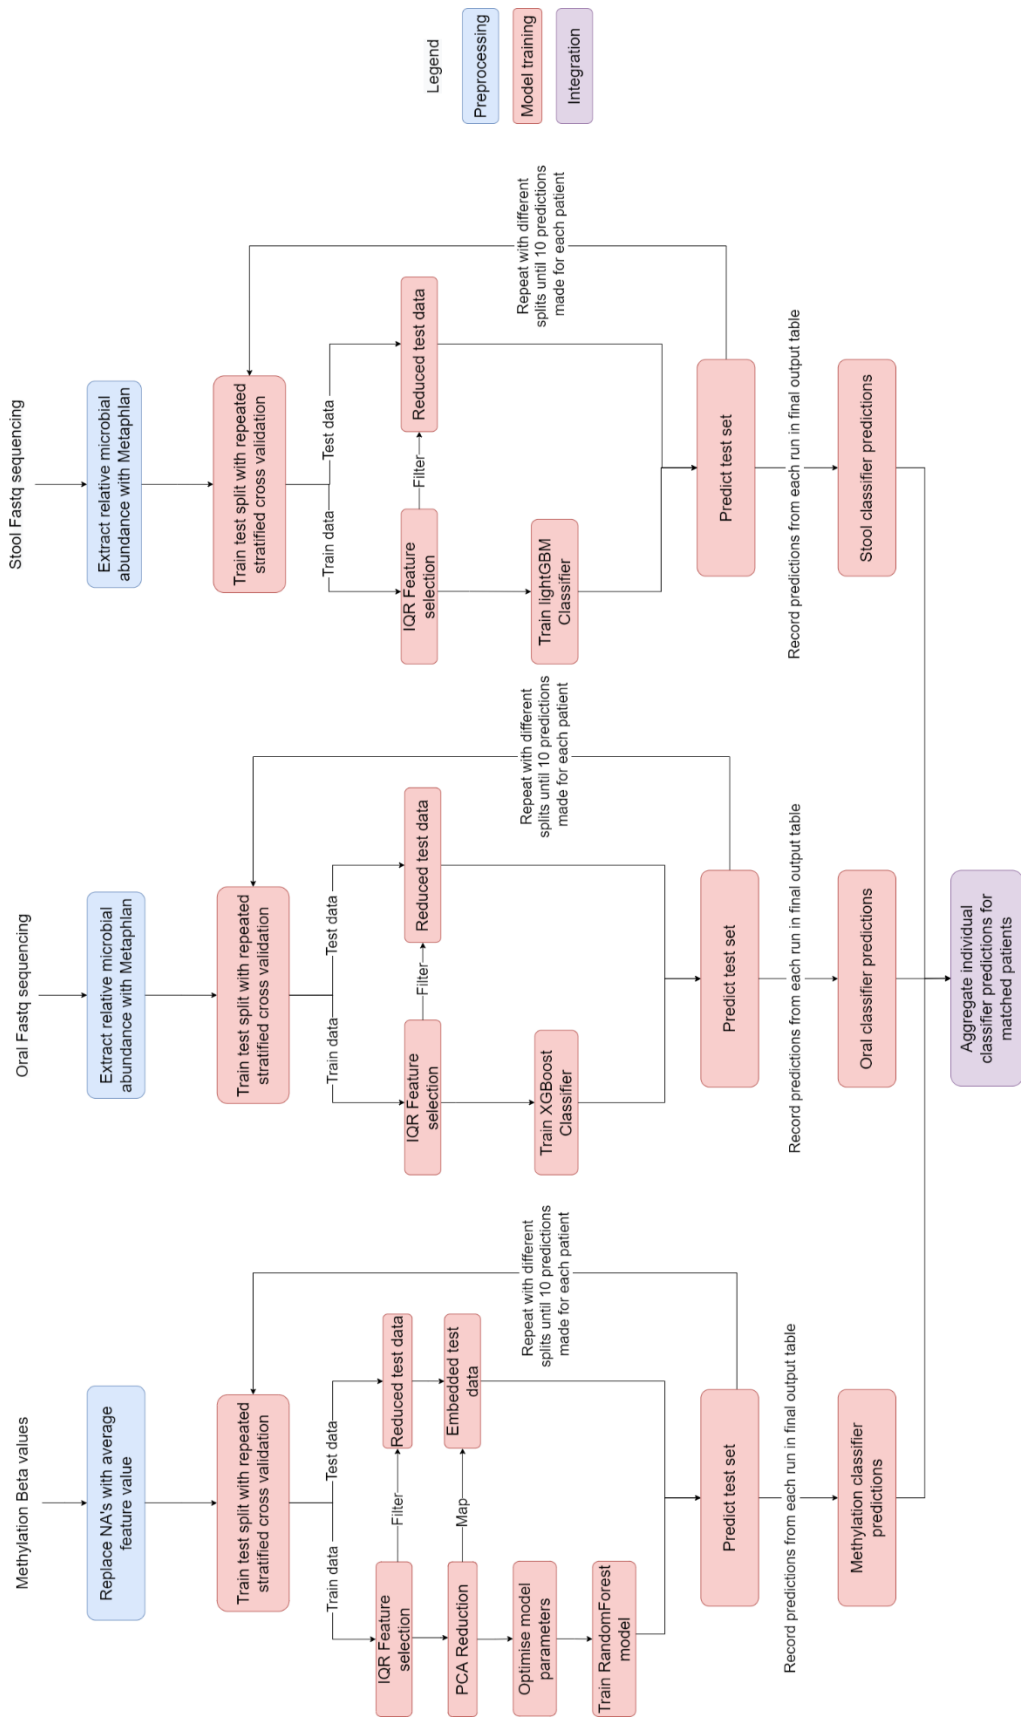 Methylation Beta values
Replace NA's with average
feature value
Train test split with repeated
stratified cross validation
Train data
Test data
IQR Feature
selection
Filter
Reduced test data
PCA Reduction
Map
Embedded test
data
Optimise model
parameters
Train RandomForest
model
Repeat with different
splits until 10 predictions
made for each patient
Predict test set
Record predictions from each run in final output table
Methylation classifier
predictions
Oral Fastq sequencing
Extract relative microbial
abundance with Metaphlan
Train test split with repeated
stratified cross validation
Train data
Test data
IQR Feature
selection
Filter
Reduced test data
Train XGBoost
Classifier
Repeat with different
splits until 10 predictions
made for each patient
Predict test set
Record predictions from each run in final output table
Oral classifier predictions
Stool Fastq sequencing
Extract relative microbial
abundance with Metaphlan
Train test split with repeated
stratified cross validation
Train data
Test data
IQR Feature
selection
Filter
Reduced test data
Train lightGBM
Classifier
Repeat with different
splits until 10 predictions
made for each patient
Predict test set
Record predictions from each run in final output table
Stool classifier predictions
Aggregate individual
classifier predictions for
matched patients
Legend
Preprocessing
Model training
Integration